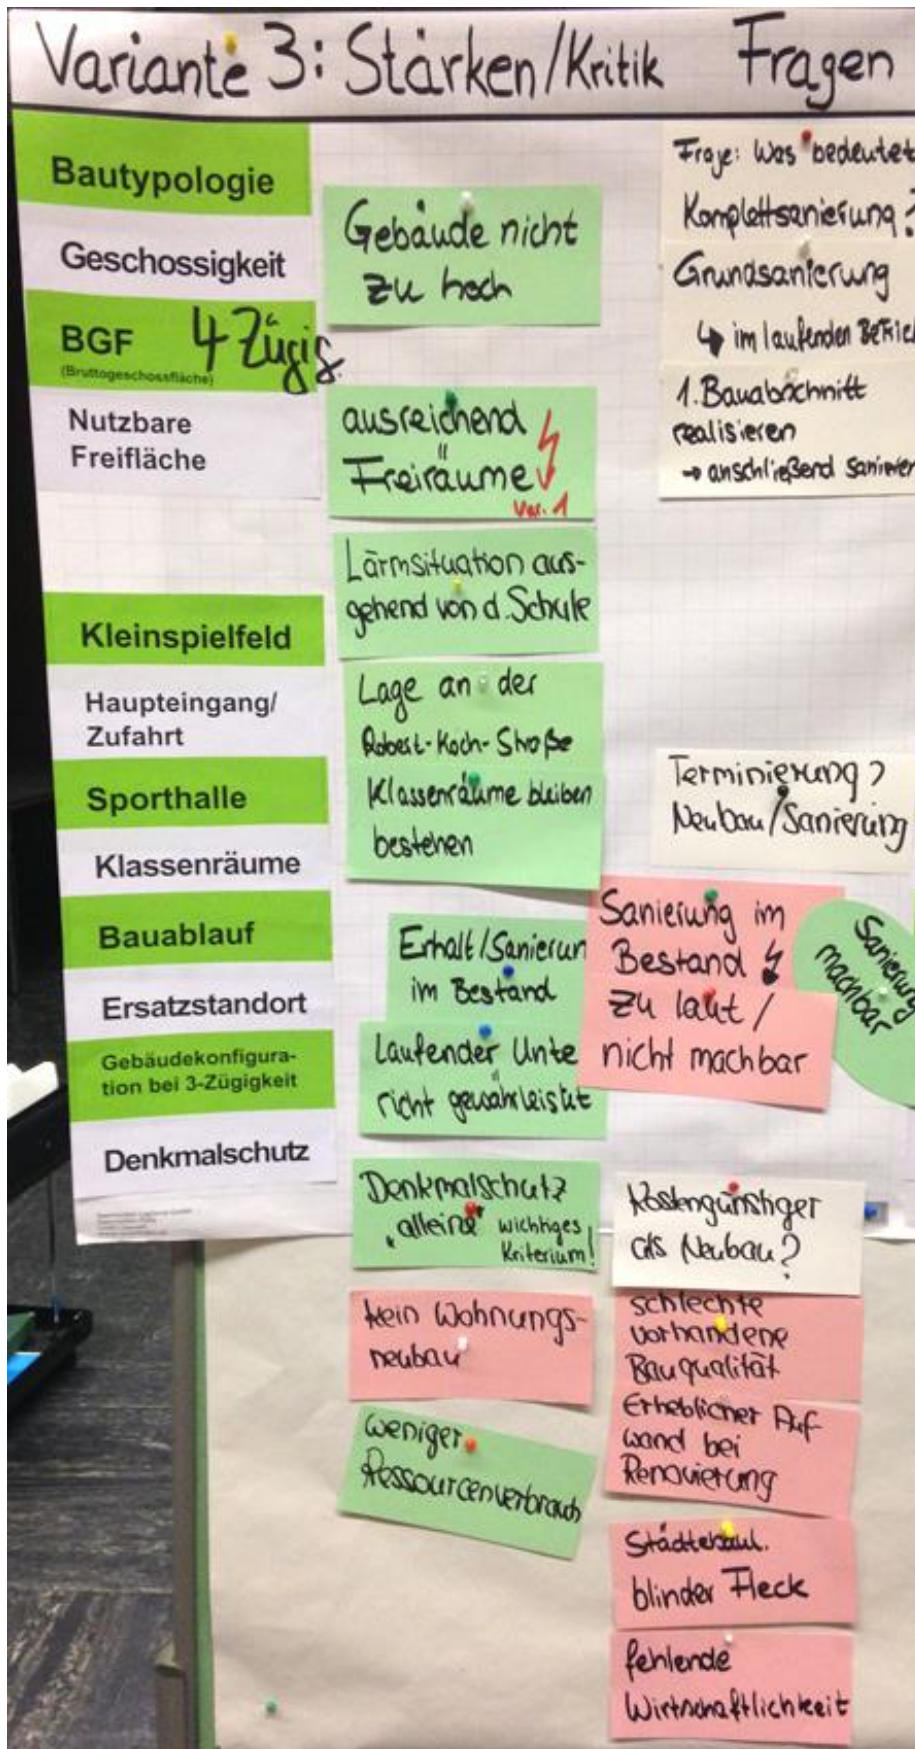 Variante 3: Stärken/Kritik Fragen
Bautypologie
Geschossigkeit
BGF 4 Zügig.
(Bruttogeschossfläche)
Nutzbare
Freifläche
Kleinspielfeld
Haupteingang/
Zufahrt
Sporthalle
Klassenräume
Bauablauf
Ersatzstandort
Gebäudekonfigura-
tion bei 3-Zügigkeit
Denkmalschutz
Gebäude nicht
zu hoch
ausreichend
Freiräume
Var. 1
Lärmsituation aus-
gehend von d. Schule
Lage an der
Robert-Koch-Straße
Klassenräume bleiben
bestehen
Erhalt/Sanierun
im Bestand
Laufender Unte
richt gewährleistet
Denkmalschutz
"alleine" wichtiges
Kriterium!
kein Wohnungs-
neubau
weniger
Ressourcenverbrauch
Frage: Was bedeutet
Komplettsanierung?
Grundsanierung
↳ im laufenden Betrieb
1. Bauabschnitt
realisieren
→ anschließend sanieren
Terminierung?
Neubau/Sanierung
Sanierung im
Bestand
zu laut /
nicht machbar
Sanierung
machbar
Kostengünstiger
als Neubau?
schlechte
vorhandene
Bauqualität
Erheblicher Auf
wand bei
Renovierung
Städtebaul.
blinder Fleck
fehlende
Wirtschaftlichkeit